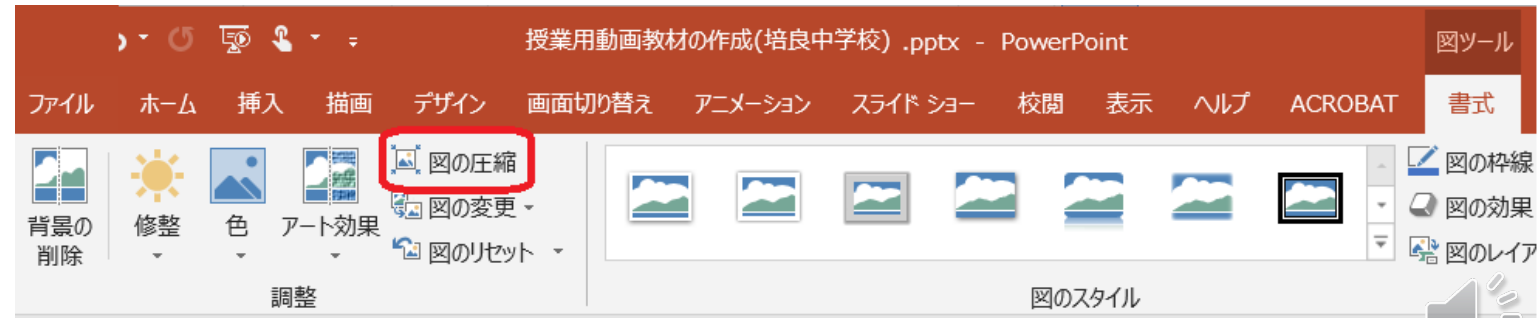 授業用動画教材の作成(培良中学校) .pptx - PowerPoint
図ツール
ファイル ホーム 挿入 描画 デザイン 画面切り替え アニメーション スライド ショー 校閲 表示 ヘルプ ACROBAT 書式
背景の
削除
修整
色
アート効果
図の圧縮
図の変更
図のリセット
図の枠線
図の効果
図のレイア
調整
図のスタイル